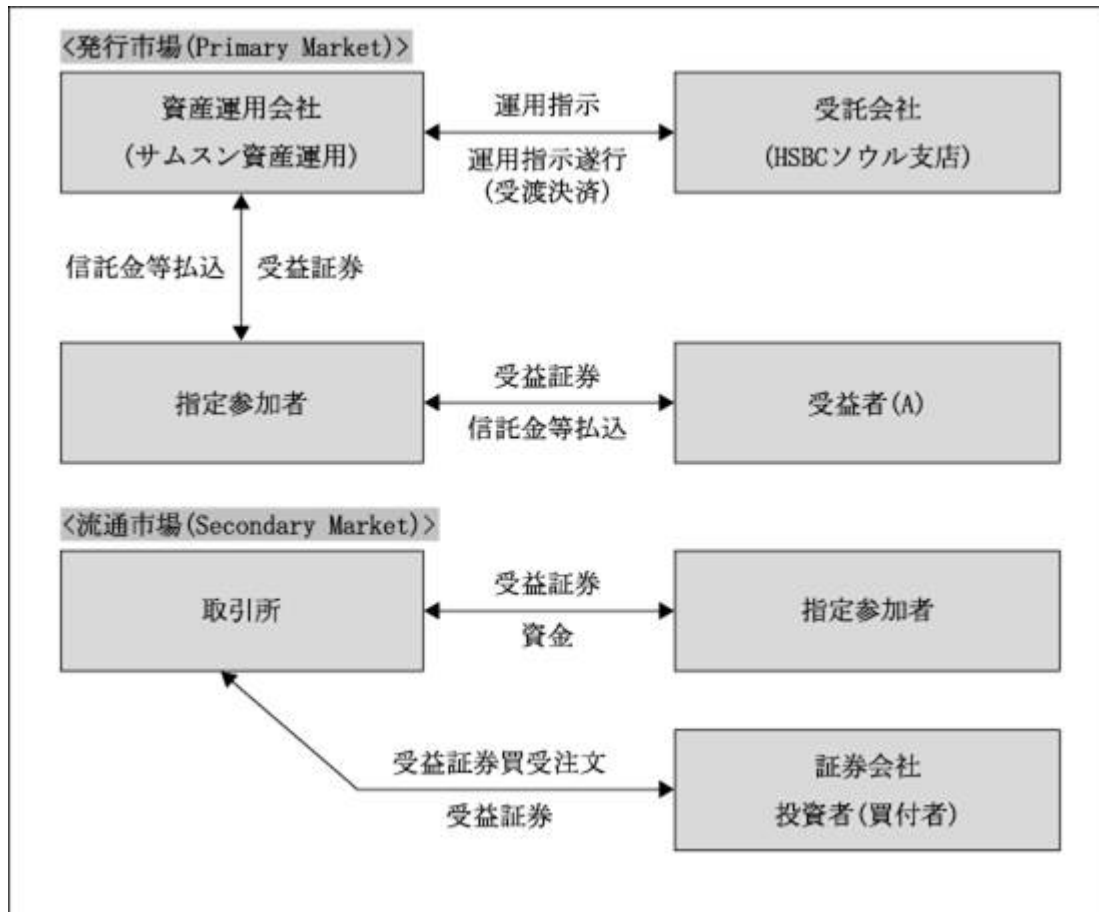 <発行市場(Primary Market)>
資産運用会社
(サムスン資産運用)
運用指示
運用指示遂行
(受渡決済)
受託会社
(HSBCソウル支店)
信託金等払込
受益証券
指定参加者
受益証券
信託金等払込
受益者(A)
<流通市場(Secondary Market)>
取引所
受益証券
資金
指定参加者
受益証券買受注文
受益証券
証券会社
投資者(買付者)